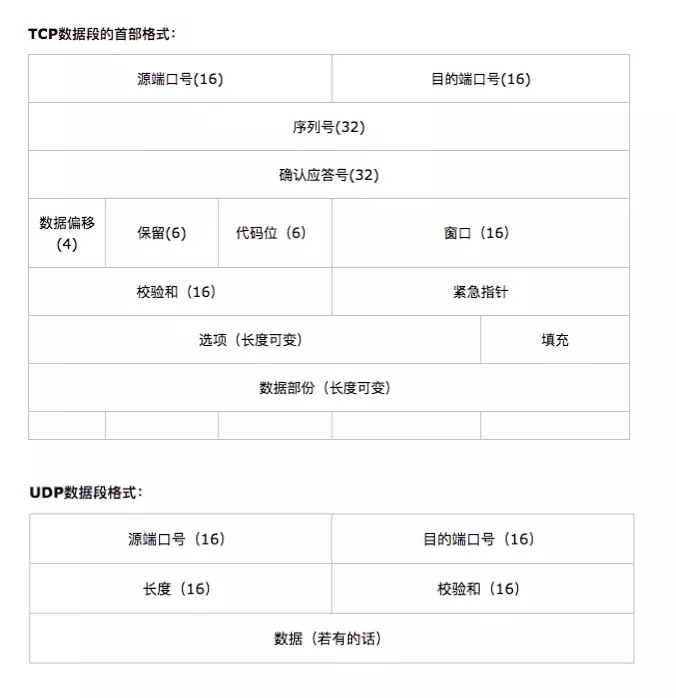 TCP数据段的首部格式：
源端口号(16) 目的端口号(16)
序列号(32)
确认应答号(32)
数据偏移
(4)
保留(6) 代码位（6） 窗口（16）
校验和（16） 紧急指针
选项（长度可变） 填充
数据部份（长度可变）
UDP数据段格式：
源端口号（16） 目的端口号（16）
长度（16） 校验和（16）
数据（若有的话）